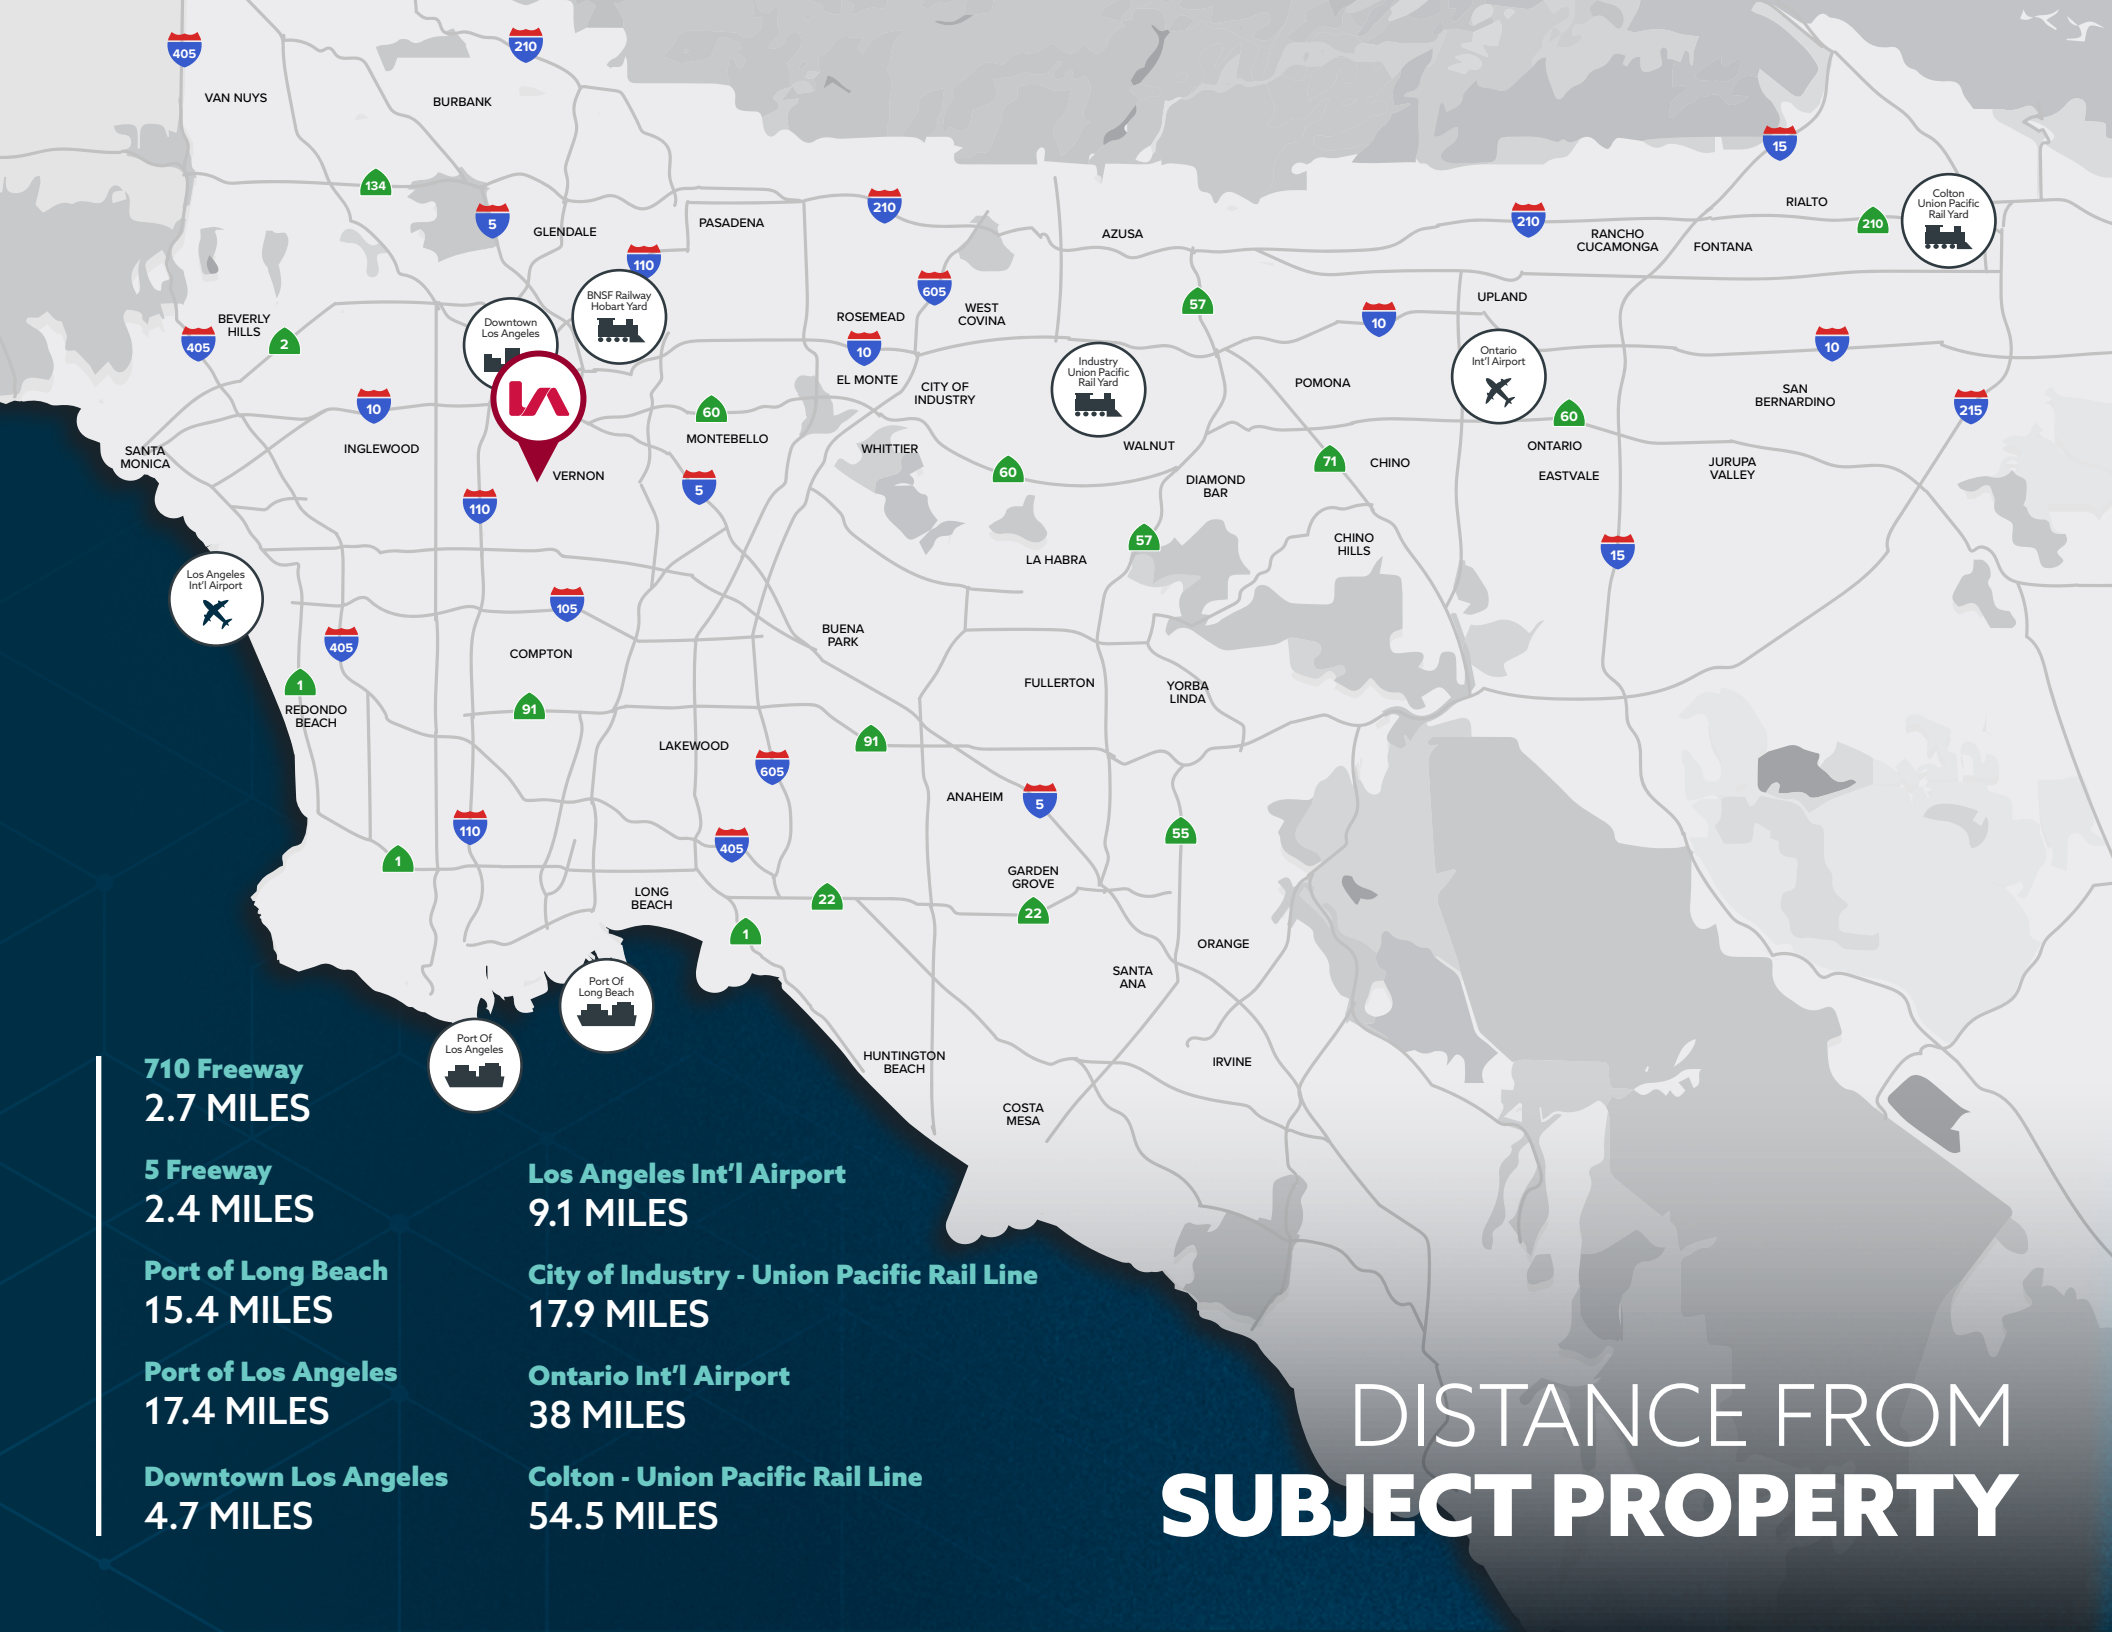 405
210
VAN NUYS
BURBANK
15
134
5
GLENDALE
PASADENA
210
AZUSA
210
RANCHO
CUCAMONGA
FONTANA
RIALTO
210
Colton
Union Pacific
Rail Yard
110
BNSF Railway
Hobart Yard
605
WEST
COVINA
57
UPLAND
BEVERLY
HILLS
405
2
Downtown
Los Angeles
LA
ROSEMEAD
10
EL MONTE
10
10
Industry
Union Pacific
Rail Yard
Ontario
Int'l Airport
POMONA
CITY OF
INDUSTRY
SAN
BERNARDINO
215
10
60
MONTEBELLO
60
ONTARIO
SANTA
MONICA
INGLEWOOD
WHITTIER
WALNUT
71
CHINO
EASTVALE
JURUPA
VALLEY
VERNON
5
60
DIAMOND
BAR
110
57
CHINO
HILLS
15
LA HABRA
Los Angeles
Int'l Airport
105
405
COMPTON
BUENA
PARK
1
REDONDO
BEACH
FULLERTON
YORBA
LINDA
91
91
LAKEWOOD
605
ANAHEIM
5
110
405
55
1
LONG
BEACH
22
GARDEN
GROVE
22
1
ORANGE
SANTA
ANA
Port Of
Long Beach
Port Of
Los Angeles
HUNTINGTON
BEACH
IRVINE
COSTA
MESA
710 Freeway
2.7 MILES
5 Freeway
2.4 MILES
Port of Long Beach
15.4 MILES
Port of Los Angeles
17.4 MILES
Downtown Los Angeles
4.7 MILES
Los Angeles Int'l Airport
9.1 MILES
City of Industry - Union Pacific Rail Line
17.9 MILES
Ontario Int'l Airport
38 MILES
Colton - Union Pacific Rail Line
54.5 MILES
DISTANCE FROM
SUBJECT PROPERTY